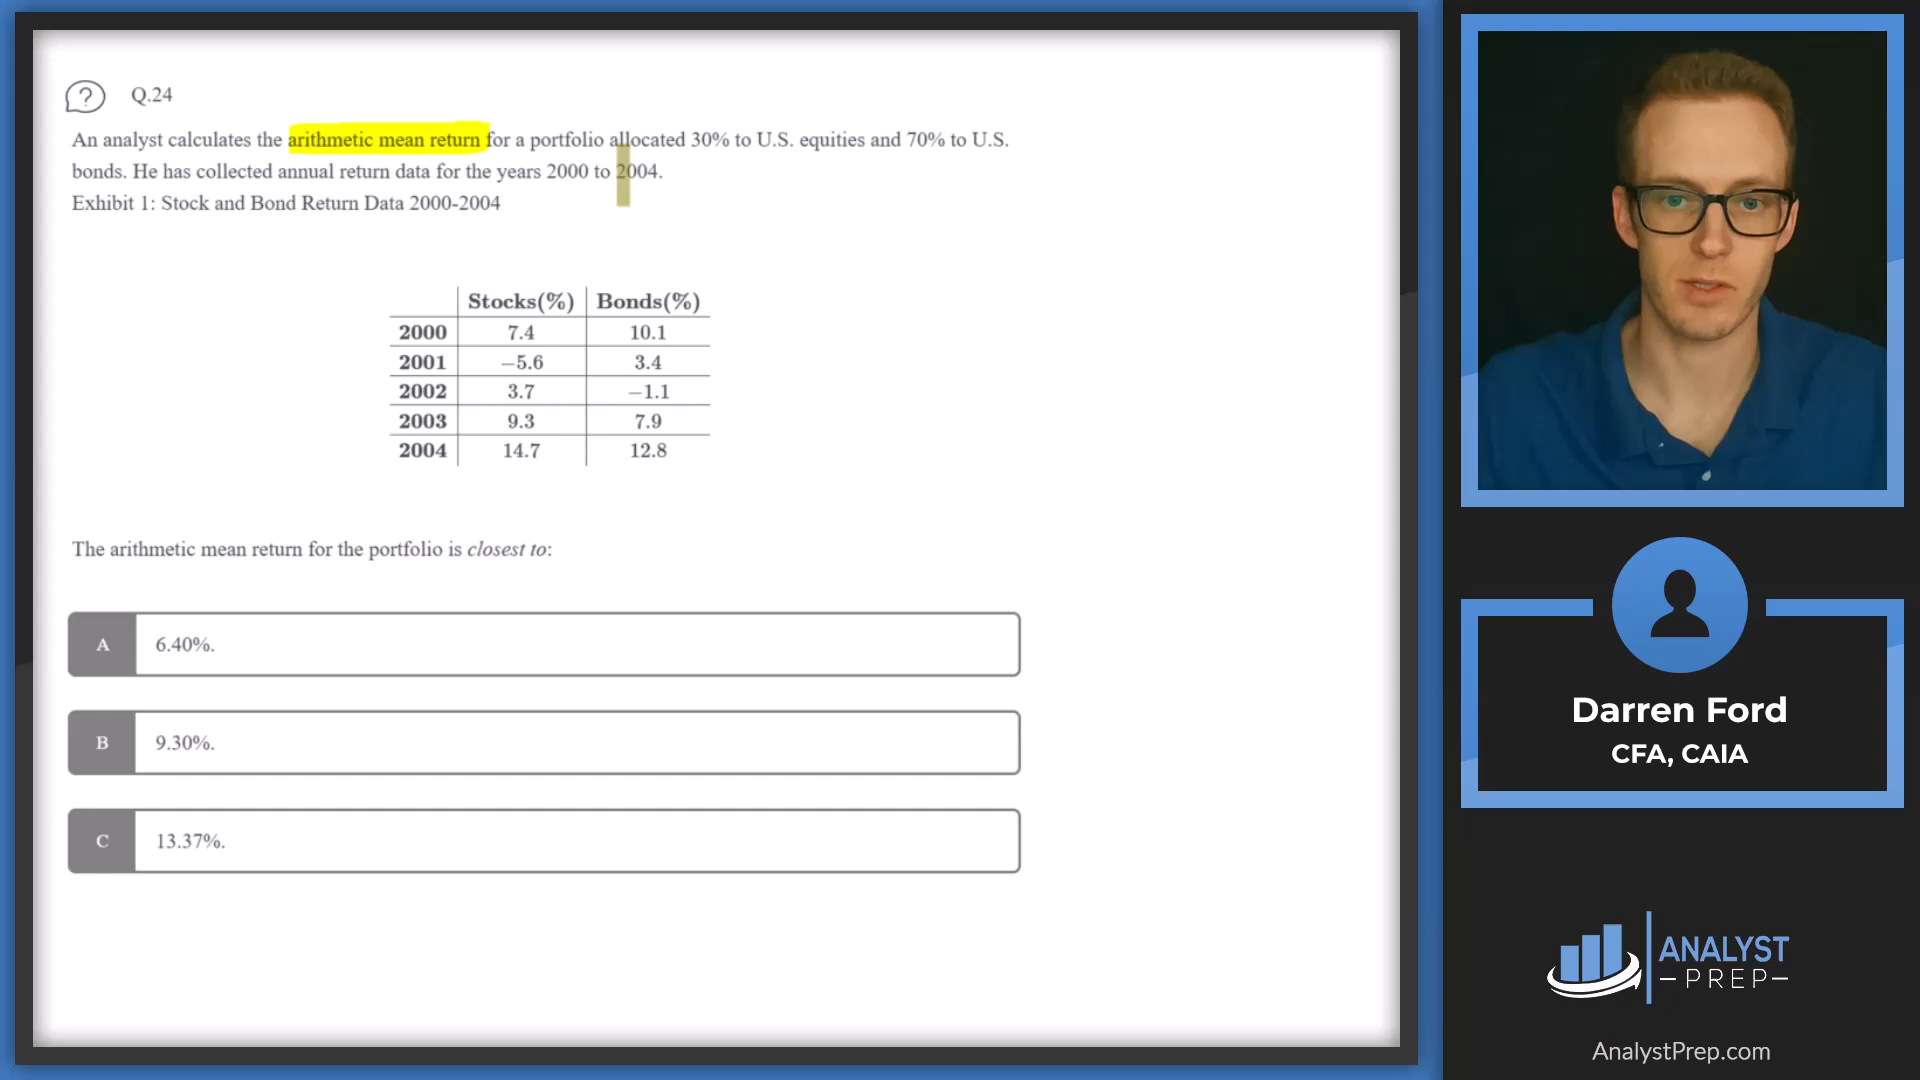 ? Q.24
An analyst calculates the arithmetic mean return for a portfolio allocated 30% to U.S. equities and 70% to U.S.
bonds. He has collected annual return data for the years 2000 to 2004.
Exhibit 1: Stock and Bond Return Data 2000-2004
Stocks(%) Bonds(%)
2000 7.4 10.1
2001 −5.6 3.4
2002 3.7 −1.1
2003 9.3 7.9
2004 14.7 12.8
The arithmetic mean return for the portfolio is closest to:
A 6.40%.
B 9.30%.
C 13.37%.
Darren Ford
CFA, CAIA
ANALYST
PREP
AnalystPrep.com